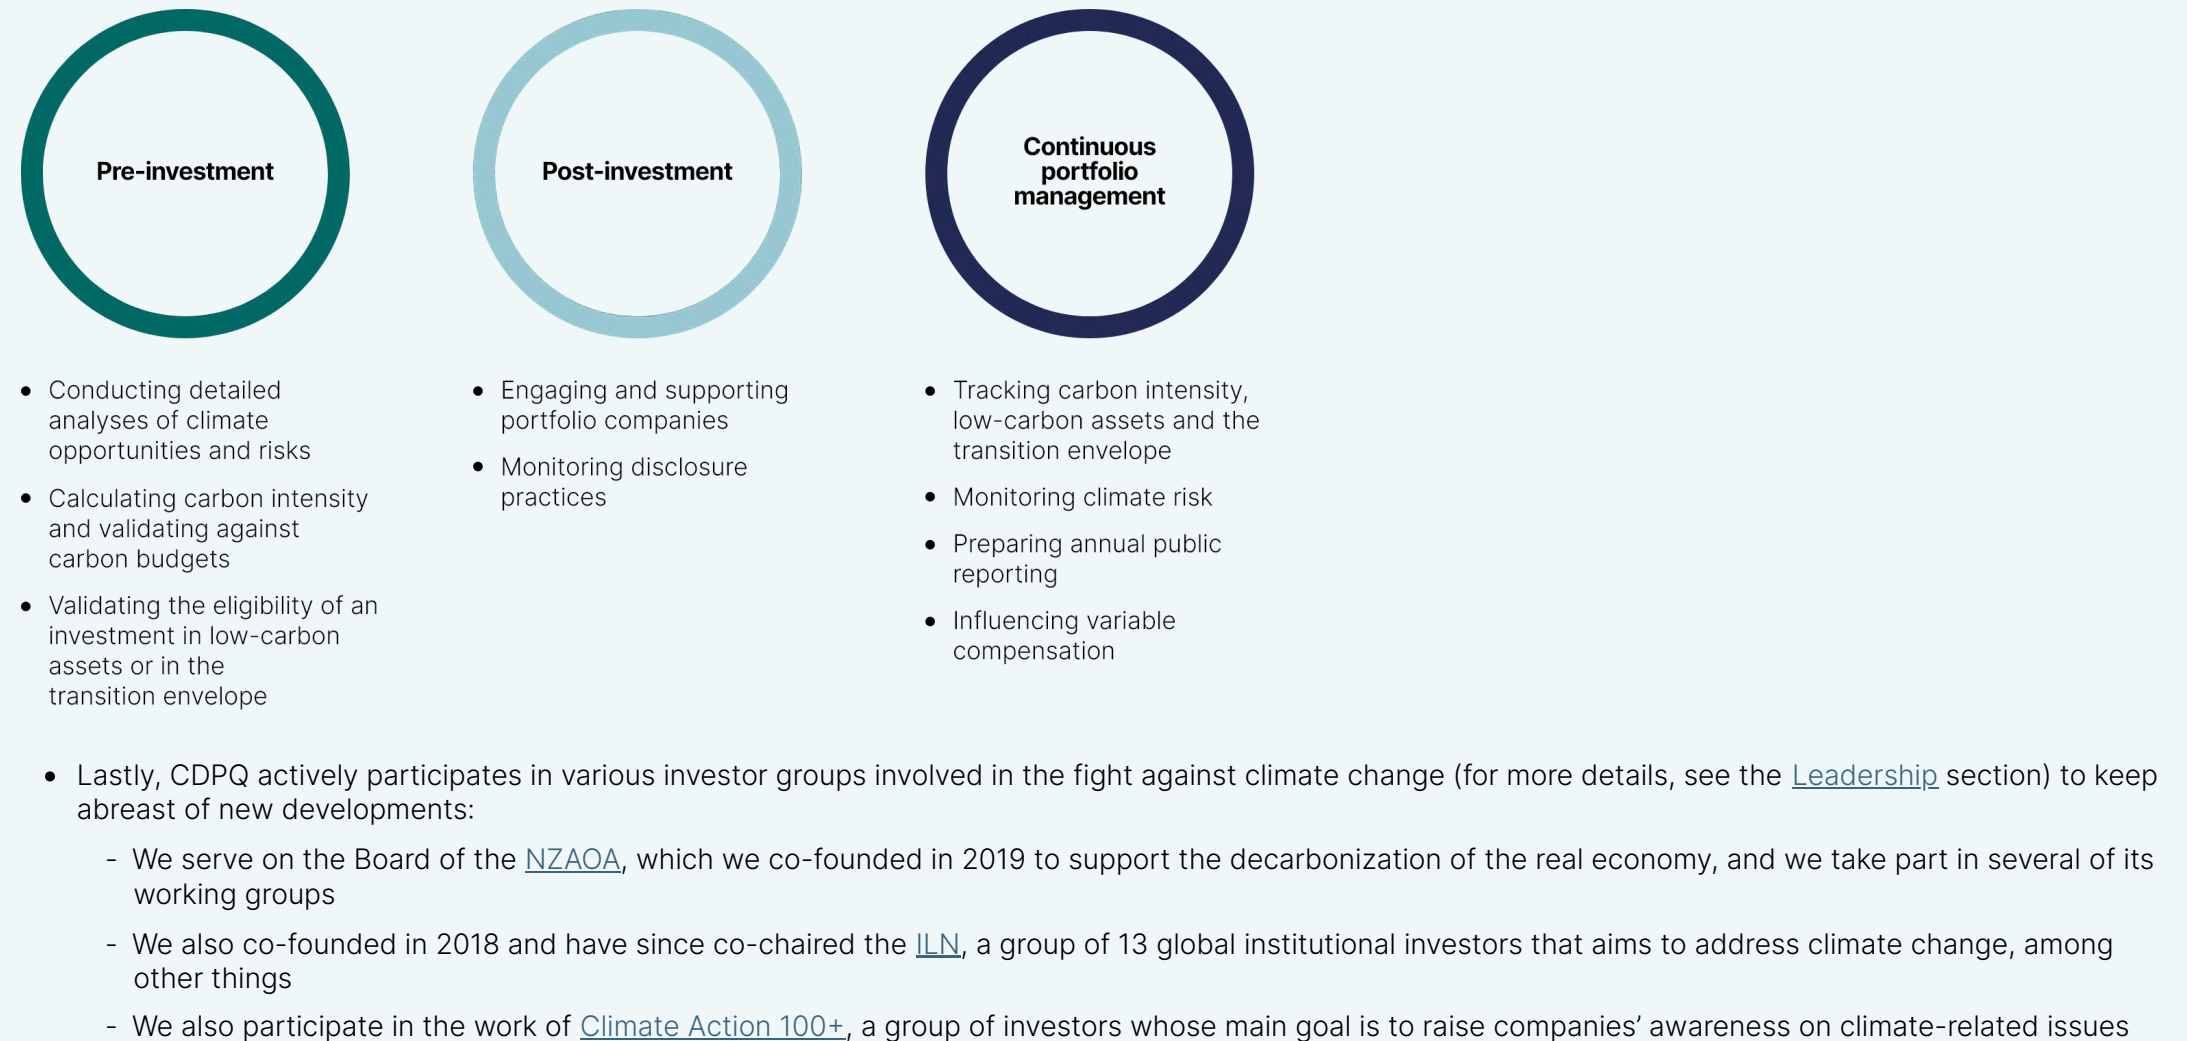 Pre-investment
Post-investment
Continuous
portfolio
management
• Conducting detailed
analyses of climate
opportunities and risks
• Calculating carbon intensity
and validating against
carbon budgets
• Validating the eligibility of an
investment in low-carbon
assets or in the
transition envelope
• Engaging and supporting
portfolio companies
• Monitoring disclosure
practices
• Tracking carbon intensity,
low-carbon assets and the
transition envelope
• Monitoring climate risk
• Preparing annual public
reporting
• Influencing variable
compensation
• Lastly, CDPQ actively participates in various investor groups involved in the fight against climate change (for more details, see the Leadership section) to keep
abreast of new developments:
- We serve on the Board of the NZAOA, which we co-founded in 2019 to support the decarbonization of the real economy, and we take part in several of its
working groups
- We also co-founded in 2018 and have since co-chaired the ILN, a group of 13 global institutional investors that aims to address climate change, among
other things
- We also participate in the work of Climate Action 100+, a group of investors whose main goal is to raise companies’ awareness on climate-related issues